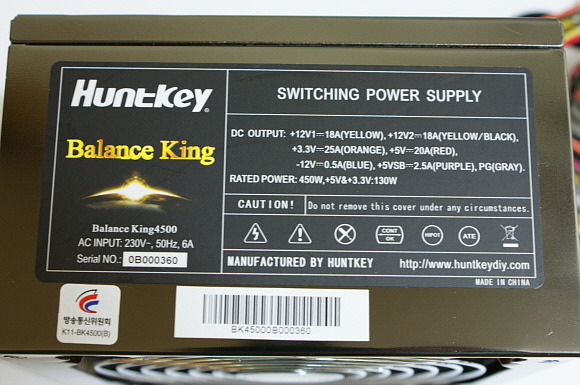 Huntkey
Balance King
Balance King4500
AC INPUT: 230V~, 50Hz, 6A
Serial NO.: 0B000360
SWITCHING POWER SUPPLY
DC OUTPUT: +12V1⎓18A(YELLOW), +12V2⎓18A(YELLOW/BLACK),
+3.3V⎓25A(ORANGE), +5V⎓20A(RED),
-12V⎓0.5A(BLUE), +5VSB⎓2.5A(PURPLE), PG(GRAY).
RATED POWER: 450W,+5V&+3.3V:130W
CAUTION! Do not remove this cover under any circumstances.
CONT OK
HIPOT
ATE
MANUFACTURED BY HUNTKEY http://www.huntkeydiy.com
MADE IN CHINA
방송통신위원회
K11-BK4500(B)
BK45000B000360